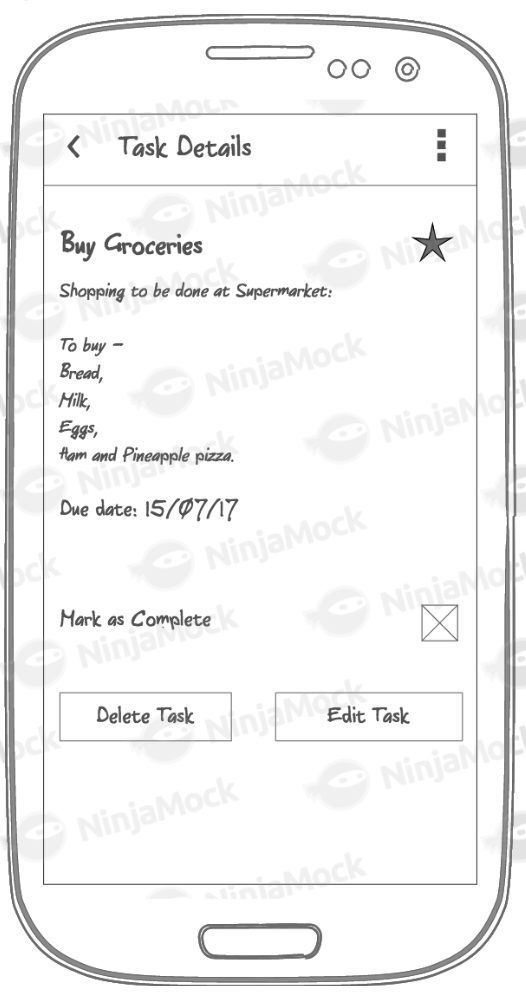 Task Details
Buy Groceries
Shopping to be done at Supermarket:
To buy –
Bread,
Milk,
Eggs,
Ham and Pineapple pizza.
Due date: 15/07/17
Mark as Complete
Delete Task
Edit Task
NinjaMock